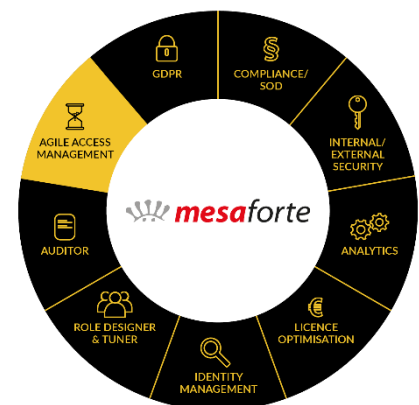 GDPR
§
COMPLIANCE/
SOD
INTERNAL/
EXTERNAL
SECURITY
ANALYTICS
€
LICENCE
OPTIMISATION
IDENTITY
MANAGEMENT
ROLE DESIGNER
& TUNER
AUDITOR
AGILE ACCESS
MANAGEMENT
mesaforte